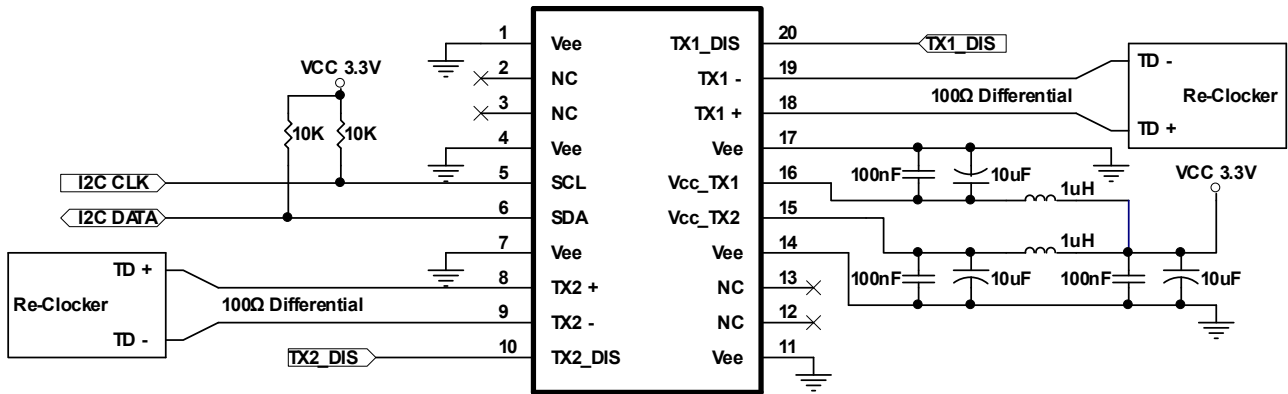 1 Vee TX1_DIS 20 TX1_DIS
VCC 3.3V 2 NC TX1 - 19 TD -
10K 10K 3 NC TX1 + 18 100Ω Differential TD + Re-Clocker
4 Vee Vee 17
I2C CLK 5 SCL Vcc_TX1 16 100nF 10uF 1uH VCC 3.3V
I2C DATA 6 SDA Vcc_TX2 15 1uH
7 Vee Vee 14 100nF 10uF 100nF 10uF
Re-Clocker TD + 8 TX2 + NC 13
100Ω Differential
TD - 9 TX2 - NC 12
TX2_DIS 10 TX2_DIS Vee 11